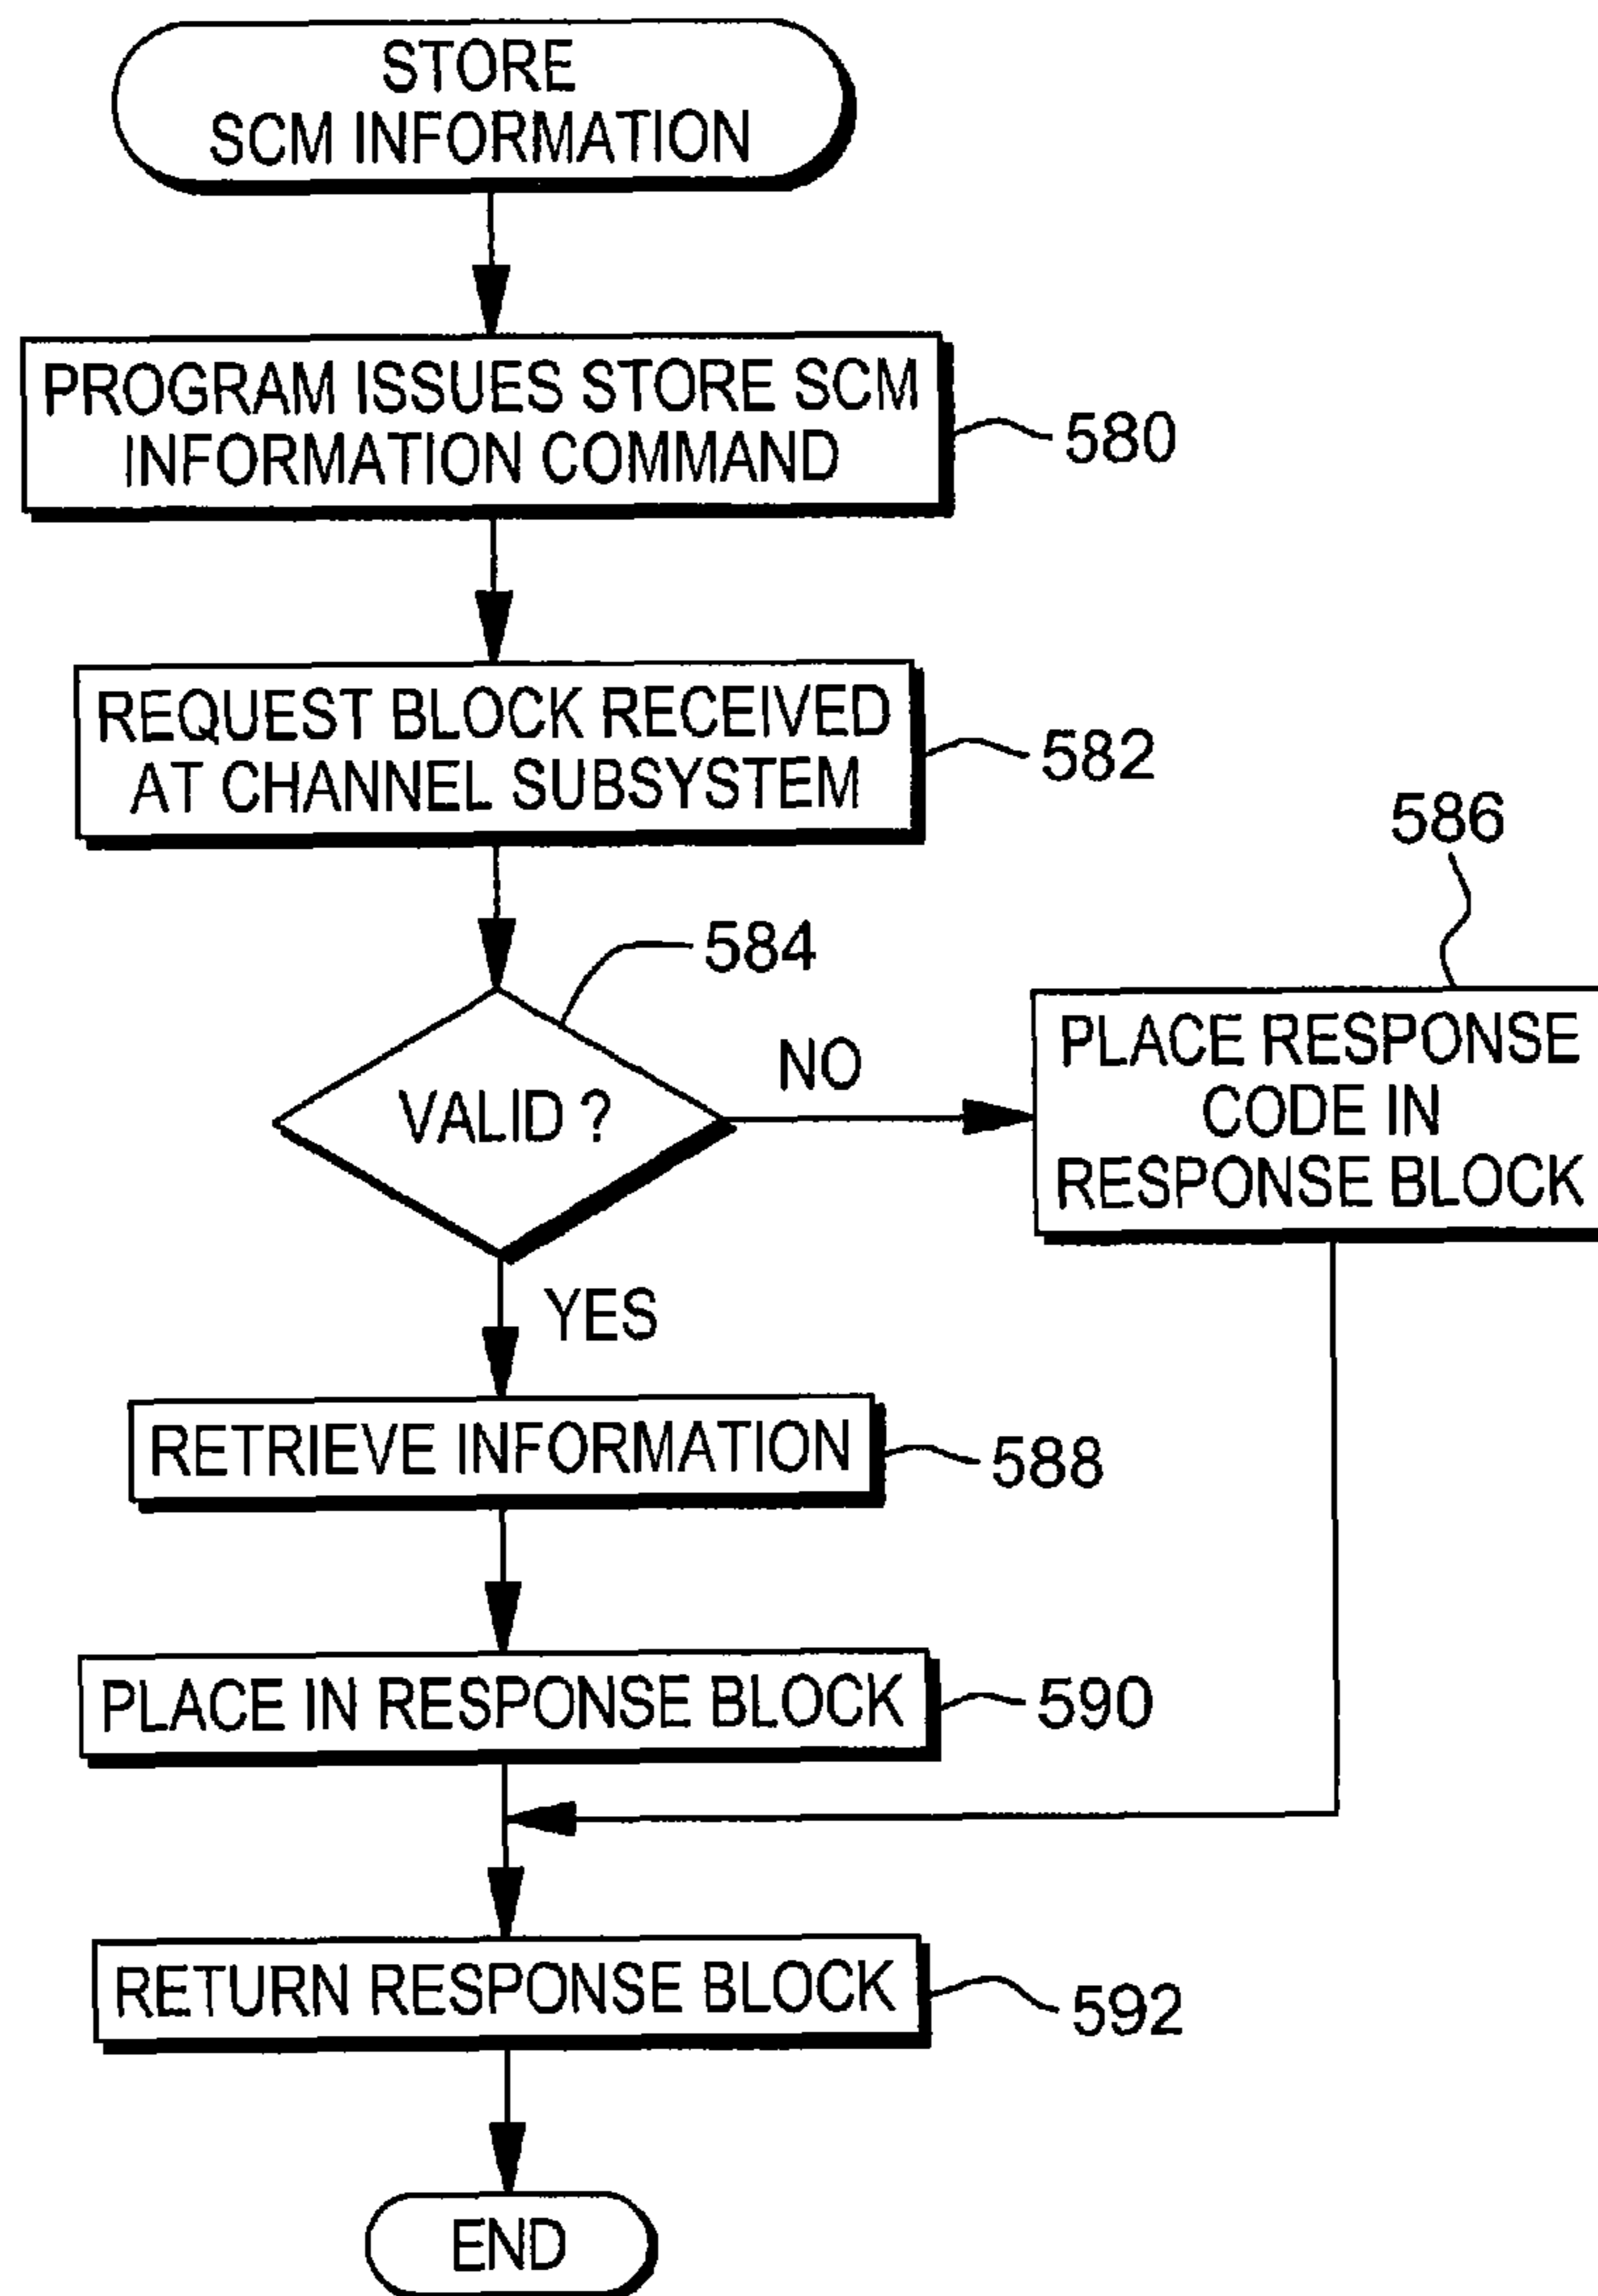 STORE
SCM INFORMATION
PROGRAM ISSUES STORE SCM
INFORMATION COMMAND
580
REQUEST BLOCK RECEIVED
AT CHANNEL SUBSYSTEM
582
586
584
VALID ?
NO
PLACE RESPONSE
CODE IN
RESPONSE BLOCK
YES
RETRIEVE INFORMATION
588
PLACE IN RESPONSE BLOCK
590
RETURN RESPONSE BLOCK
592
END